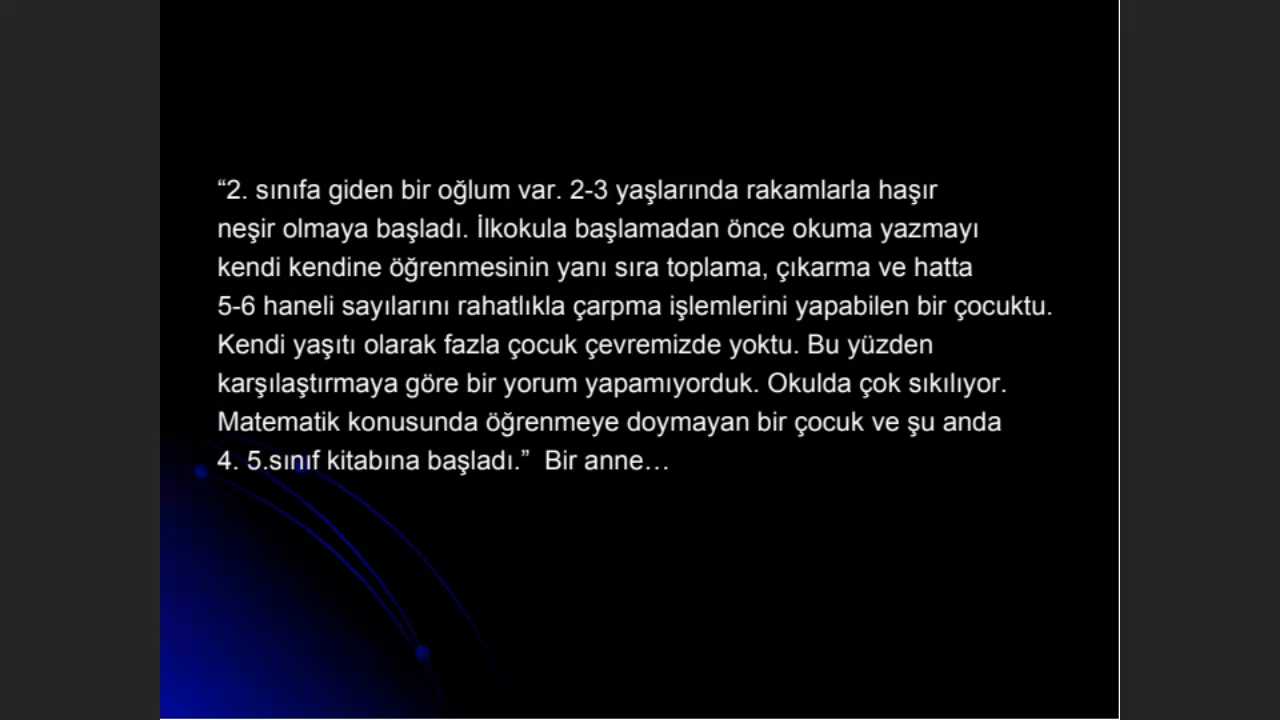 “2. sınıfa giden bir oğlum var. 2-3 yaşlarında rakamlarla haşır
neşir olmaya başladı. İlkokula başlamadan önce okuma yazmayı
kendi kendine öğrenmesinin yanı sıra toplama, çıkarma ve hatta
5-6 haneli sayılarını rahatlıkla çarpma işlemlerini yapabilen bir çocuktu.
Kendi yaşıtı olarak fazla çocuk çevremizde yoktu. Bu yüzden
karşılaştırmaya göre bir yorum yapamıyorduk. Okulda çok sıkılıyor.
Matematik konusunda öğrenmeye doymayan bir çocuk ve şu anda
4. 5.sınıf kitabına başladı.”  Bir anne…